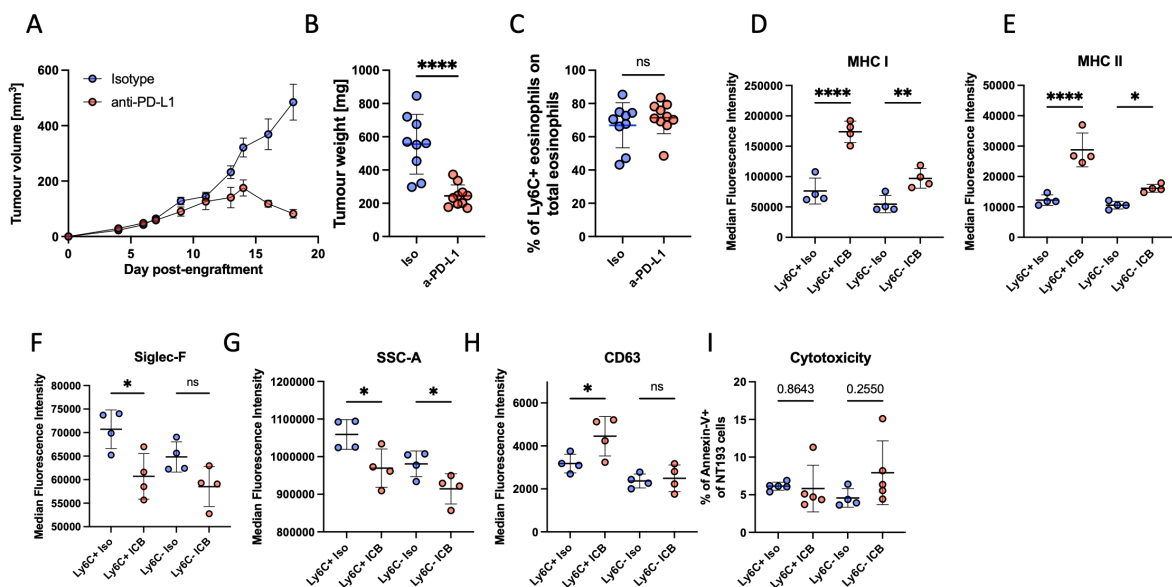 A
B
C
D
E
Tumour volume [mm³]
600
400
200
0
0
5
10
15
20
Day post-engraftment
Isotype
anti-PD-L1
Tumour weight [mg]
1000
800
600
400
200
0
****
Iso
a-PD-L1
% of Ly6C+ eosinophils on
total eosinophils
100
80
60
40
20
0
ns
Iso
a-PD-L1
MHC I
Median Fluorescence Intensity
250000
200000
150000
100000
50000
0
****
**
Ly6C+ Iso
Ly6C+ ICB
Ly6C- Iso
Ly6C- ICB
MHC II
Median Fluorescence Intensity
50000
40000
30000
20000
10000
0
****
*
Ly6C+ Iso
Ly6C+ ICB
Ly6C- Iso
Ly6C- ICB
F
G
H
I
Siglec-F
Median Fluorescence Intensity
80000
75000
70000
65000
60000
55000
50000
*
ns
Ly6C+ Iso
Ly6C+ ICB
Ly6C- Iso
Ly6C- ICB
SSC-A
Median Fluorescence Intensity
1200000
1100000
1000000
900000
800000
*
*
Ly6C+ Iso
Ly6C+ ICB
Ly6C- Iso
Ly6C- ICB
CD63
Median Fluorescence Intensity
6000
4000
2000
0
*
ns
Ly6C+ Iso
Ly6C+ ICB
Ly6C- Iso
Ly6C- ICB
Cytotoxicity
% of Annexin-V+
of NT193 cells
20
15
10
5
0
0.8643
0.2550
Ly6C+ Iso
Ly6C+ ICB
Ly6C- Iso
Ly6C- ICB